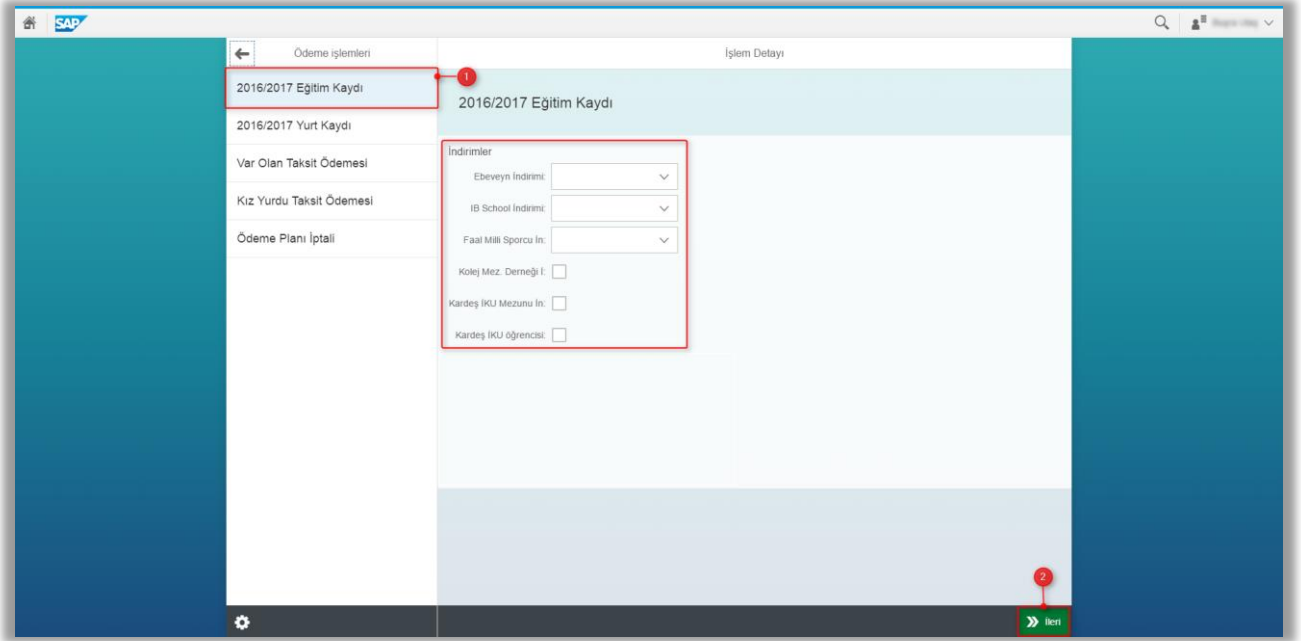 SAP
Ödeme işlemleri
İşlem Detayı
2016/2017 Eğitim Kaydı
1
2016/2017 Yurt Kaydı
Var Olan Taksit Ödemesi
Kız Yurdu Taksit Ödemesi
Ödeme Planı İptali
2016/2017 Eğitim Kaydı
İndirimler
Ebeveyn İndirimi:
IB School İndirimi:
Faal Milli Sporcu İn:
Kolej Mez. Derneği İ:
Kardeş İKU Mezunu İn:
Kardeş İKU öğrencisi:
2
İleri